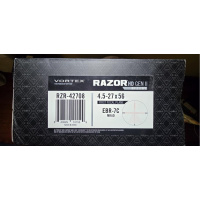 VORTEX
RAZOR HD GEN II
RZR-42708
4.5-27x56
EBR-7C